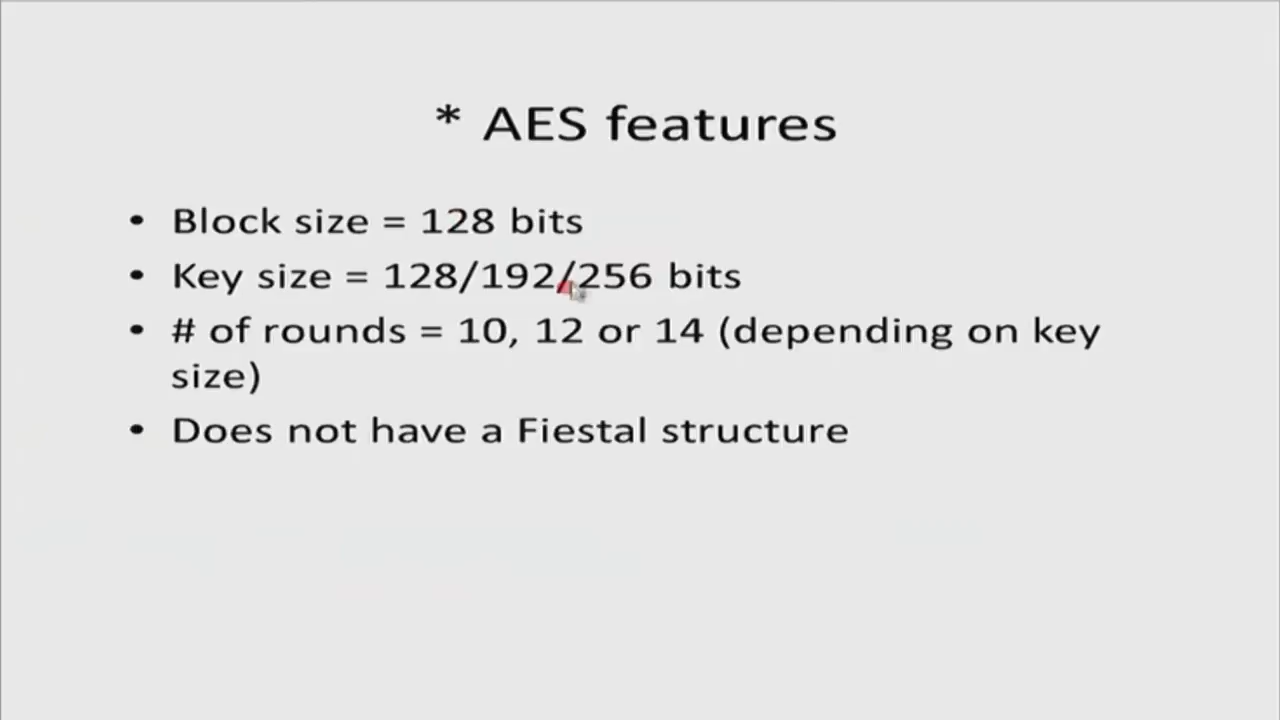 * AES features
• Block size = 128 bits
• Key size = 128/192/256 bits
• # of rounds = 10, 12 or 14 (depending on key
size)
• Does not have a Fiestal structure